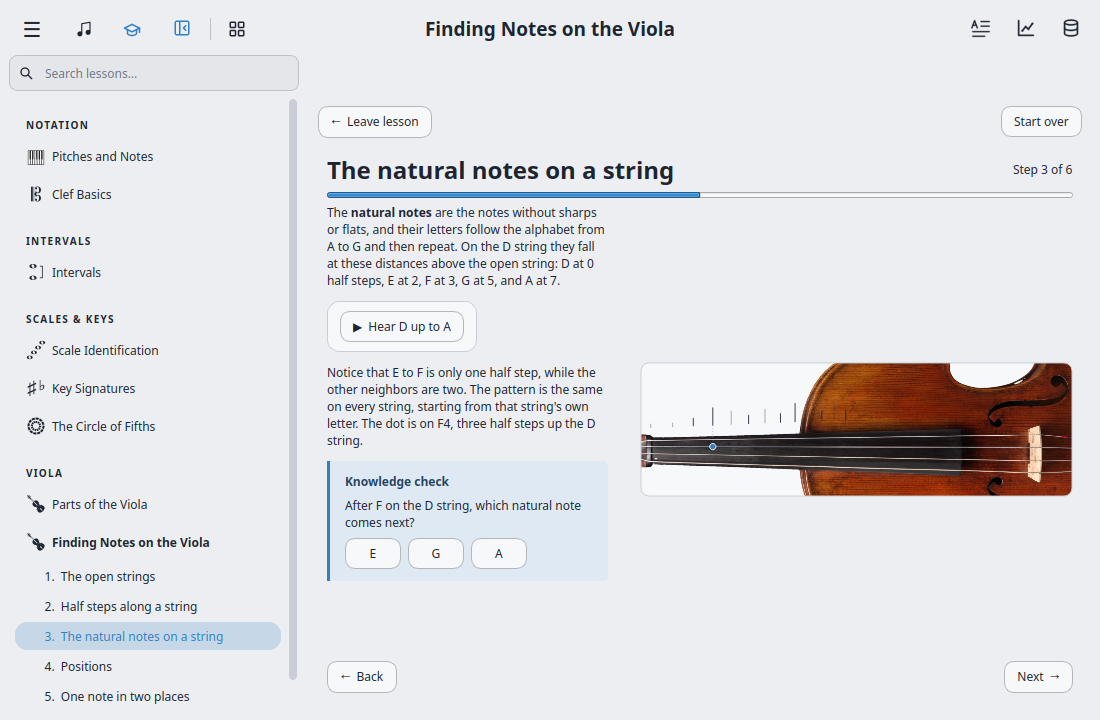 Finding Notes on the Viola
Search lessons...
NOTATION
Pitches and Notes
Clef Basics
INTERVALS
Intervals
SCALES & KEYS
Scale Identification
Key Signatures
The Circle of Fifths
VIOLA
Parts of the Viola
Finding Notes on the Viola
1. The open strings
2. Half steps along a string
3. The natural notes on a string
4. Positions
5. One note in two places
← Leave lesson
Start over
The natural notes on a string
Step 3 of 6
The natural notes are the notes without sharps
or flats, and their letters follow the alphabet from
A to G and then repeat. On the D string they fall
at these distances above the open string: D at 0
half steps, E at 2, F at 3, G at 5, and A at 7.
▶ Hear D up to A
Notice that E to F is only one half step, while the
other neighbors are two. The pattern is the same
on every string, starting from that string's own
letter. The dot is on F4, three half steps up the D
string.
Knowledge check
After F on the D string, which natural note
comes next?
E
G
A
← Back
Next →